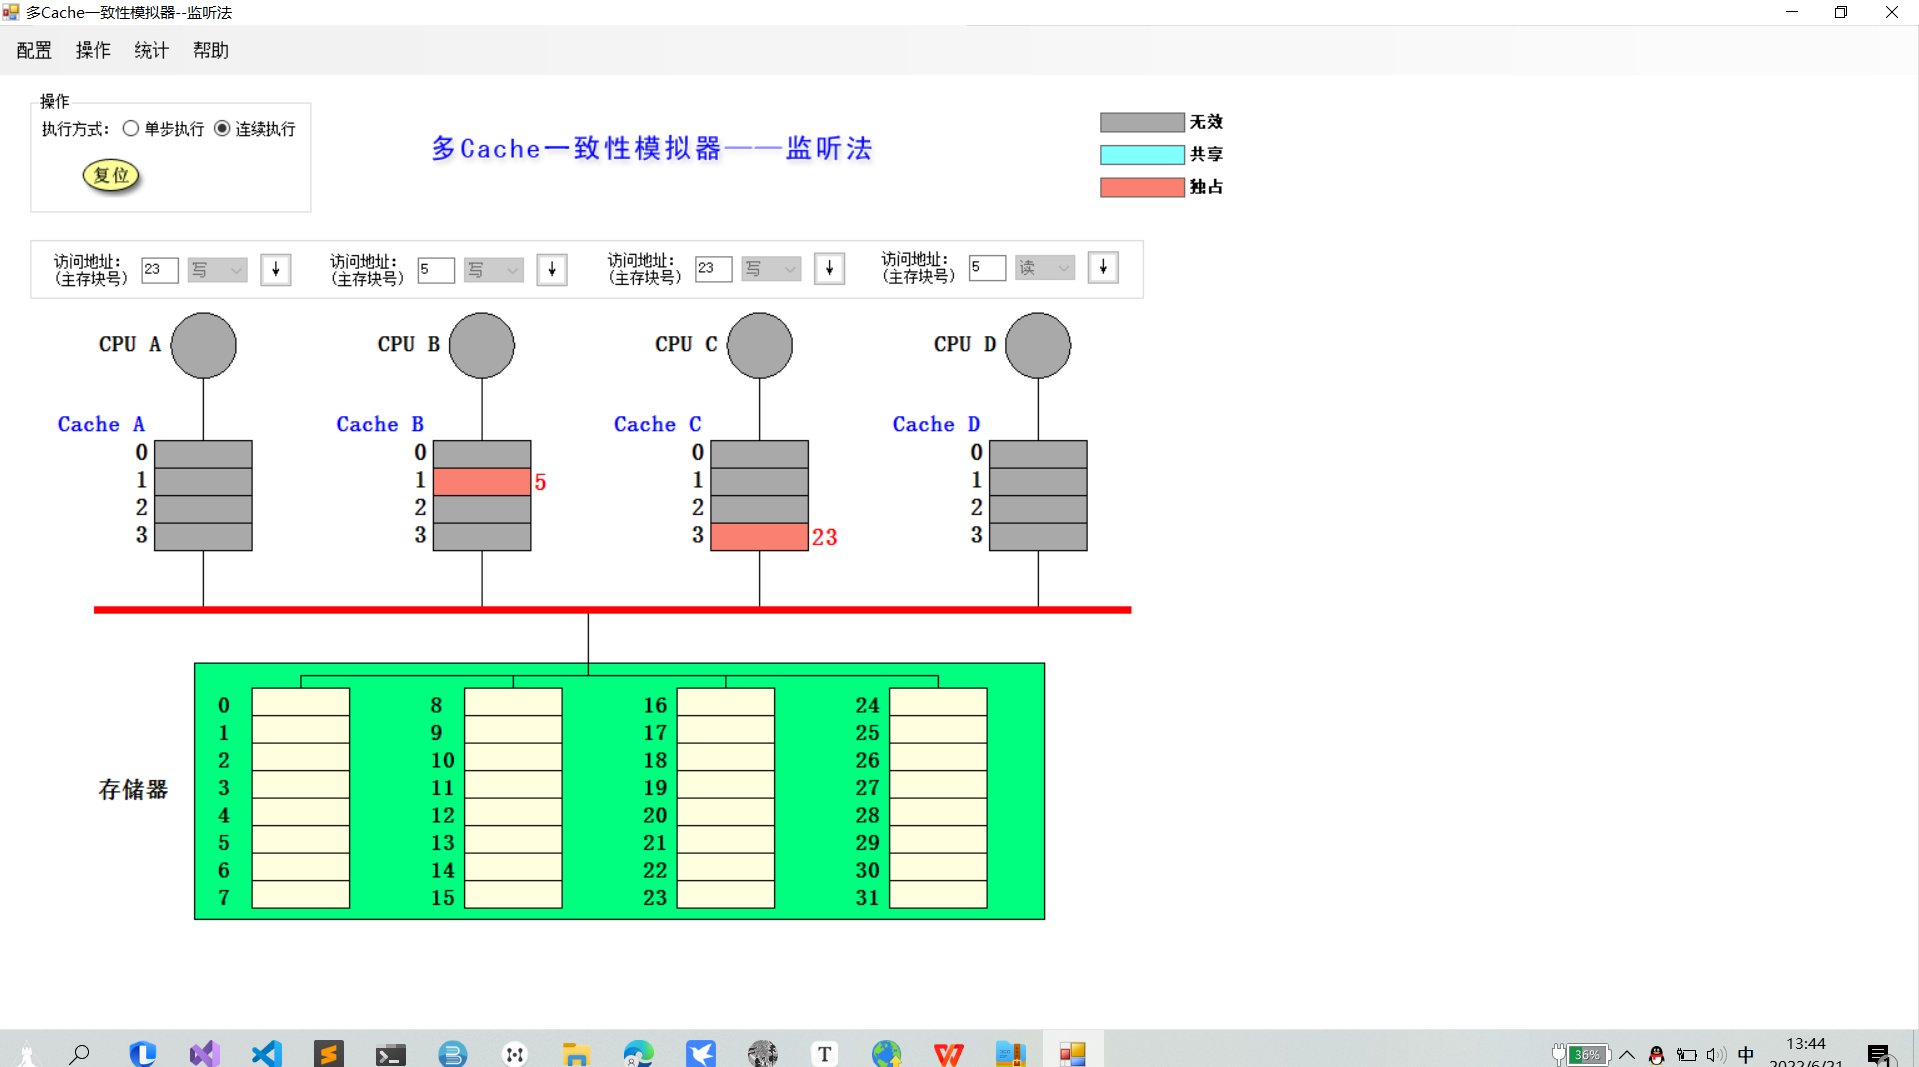 多Cache一致性模拟器--监听法
配置 操作 统计 帮助
操作
执行方式: 单步执行 连续执行
复位
多Cache一致性模拟器——监听法
无效
共享
独占
访问地址: (主存块号) 23 写 ↓
访问地址: (主存块号) 5 写 ↓
访问地址: (主存块号) 23 写 ↓
访问地址: (主存块号) 5 读 ↓
CPU A CPU B CPU C CPU D
Cache A Cache B Cache C Cache D
0 0 0 0
1 1 5 1 1
2 2 2 2
3 3 3 23 3
存储器
0 8 16 24
1 9 17 25
2 10 18 26
3 11 19 27
4 12 20 28
5 13 21 29
6 14 22 30
7 15 23 31
36% 中 13:44
2022/6/21
1